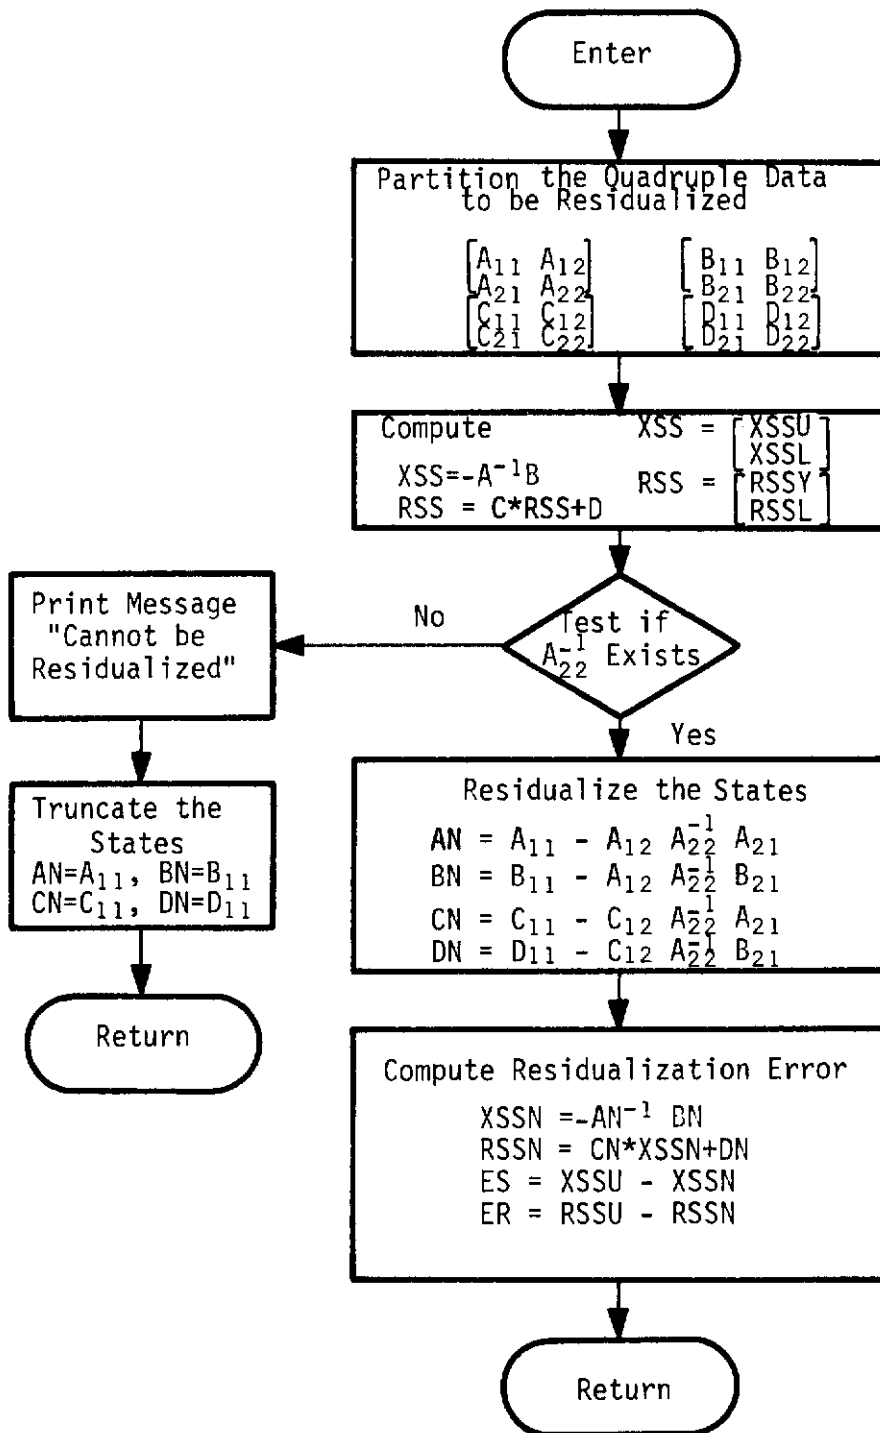 Enter
Partition the Quadruple Data
to be Residualized
[A₁₁ A₁₂] [B₁₁ B₁₂]
[A₂₁ A₂₂] [B₂₁ B₂₂]
[C₁₁ C₁₂] [D₁₁ D₁₂]
[C₂₁ C₂₂] [D₂₁ D₂₂]
Compute
XSS=-A⁻¹B
RSS = C*RSS+D
XSS = [XSSU]
[XSSL]
RSS = [RSSY]
[RSSL]
Test if
A₂₂⁻¹ Exists
No
Print Message
"Cannot be
Residualized"
Truncate the
States
AN=A₁₁, BN=B₁₁
CN=C₁₁, DN=D₁₁
Return
Yes
Residualize the States
AN = A₁₁ - A₁₂ A₂₂⁻¹ A₂₁
BN = B₁₁ - A₁₂ A₂₂⁻¹ B₂₁
CN = C₁₁ - C₁₂ A₂₂⁻¹ A₂₁
DN = D₁₁ - C₁₂ A₂₂⁻¹ B₂₁
Compute Residualization Error
XSSN =-AN⁻¹ BN
RSSN = CN*XSSN+DN
ES = XSSU - XSSN
ER = RSSU - RSSN
Return